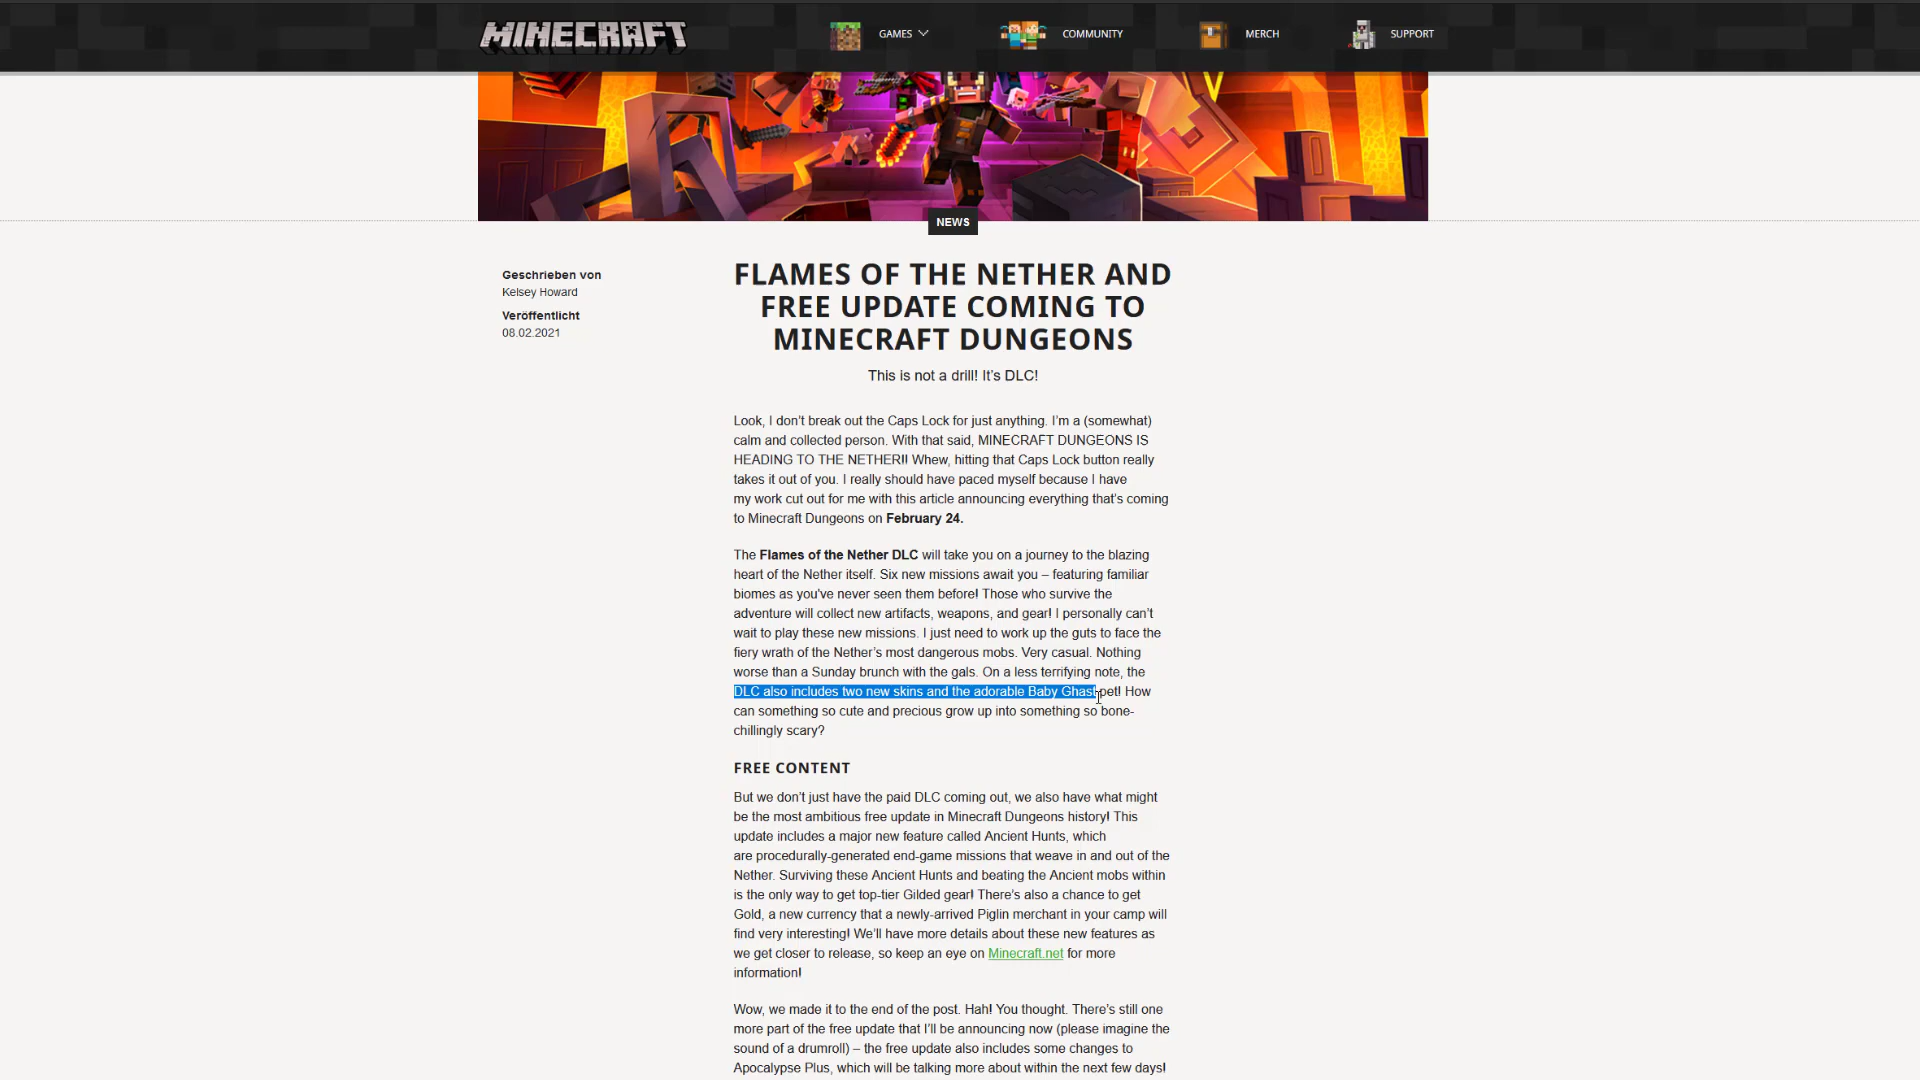 MINECRAFT
GAMES
COMMUNITY
MERCH
SUPPORT
NEWS
Geschrieben von
Kelsey Howard
Veröffentlicht
08.02.2021
FLAMES OF THE NETHER AND
FREE UPDATE COMING TO
MINECRAFT DUNGEONS
This is not a drill! It’s DLC!
Look, I don’t break out the Caps Lock for just anything. I’m a (somewhat)
calm and collected person. With that said, MINECRAFT DUNGEONS IS
HEADING TO THE NETHER!! Whew, hitting that Caps Lock button really
takes it out of you. I really should have paced myself because I have
my work cut out for me with this article announcing everything that’s coming
to Minecraft Dungeons on February 24.
The Flames of the Nether DLC will take you on a journey to the blazing
heart of the Nether itself. Six new missions await you – featuring familiar
biomes as you've never seen them before! Those who survive the
adventure will collect new artifacts, weapons, and gear! I personally can’t
wait to play these new missions. I just need to work up the guts to face the
fiery wrath of the Nether’s most dangerous mobs. Very casual. Nothing
worse than a Sunday brunch with the gals. On a less terrifying note, the
DLC also includes two new skins and the adorable Baby Ghast pet! How
can something so cute and precious grow up into something so bone-
chillingly scary?
FREE CONTENT
But we don’t just have the paid DLC coming out, we also have what might
be the most ambitious free update in Minecraft Dungeons history! This
update includes a major new feature called Ancient Hunts, which
are procedurally-generated end-game missions that weave in and out of the
Nether. Surviving these Ancient Hunts and beating the Ancient mobs within
is the only way to get top-tier Gilded gear! There’s also a chance to get
Gold, a new currency that a newly-arrived Piglin merchant in your camp will
find very interesting! We’ll have more details about these new features as
we get closer to release, so keep an eye on Minecraft.net for more
information!
Wow, we made it to the end of the post. Hah! You thought. There’s still one
more part of the free update that I’ll be announcing now (please imagine the
sound of a drumroll) – the free update also includes some changes to
Apocalypse Plus, which will be talking more about within the next few days!